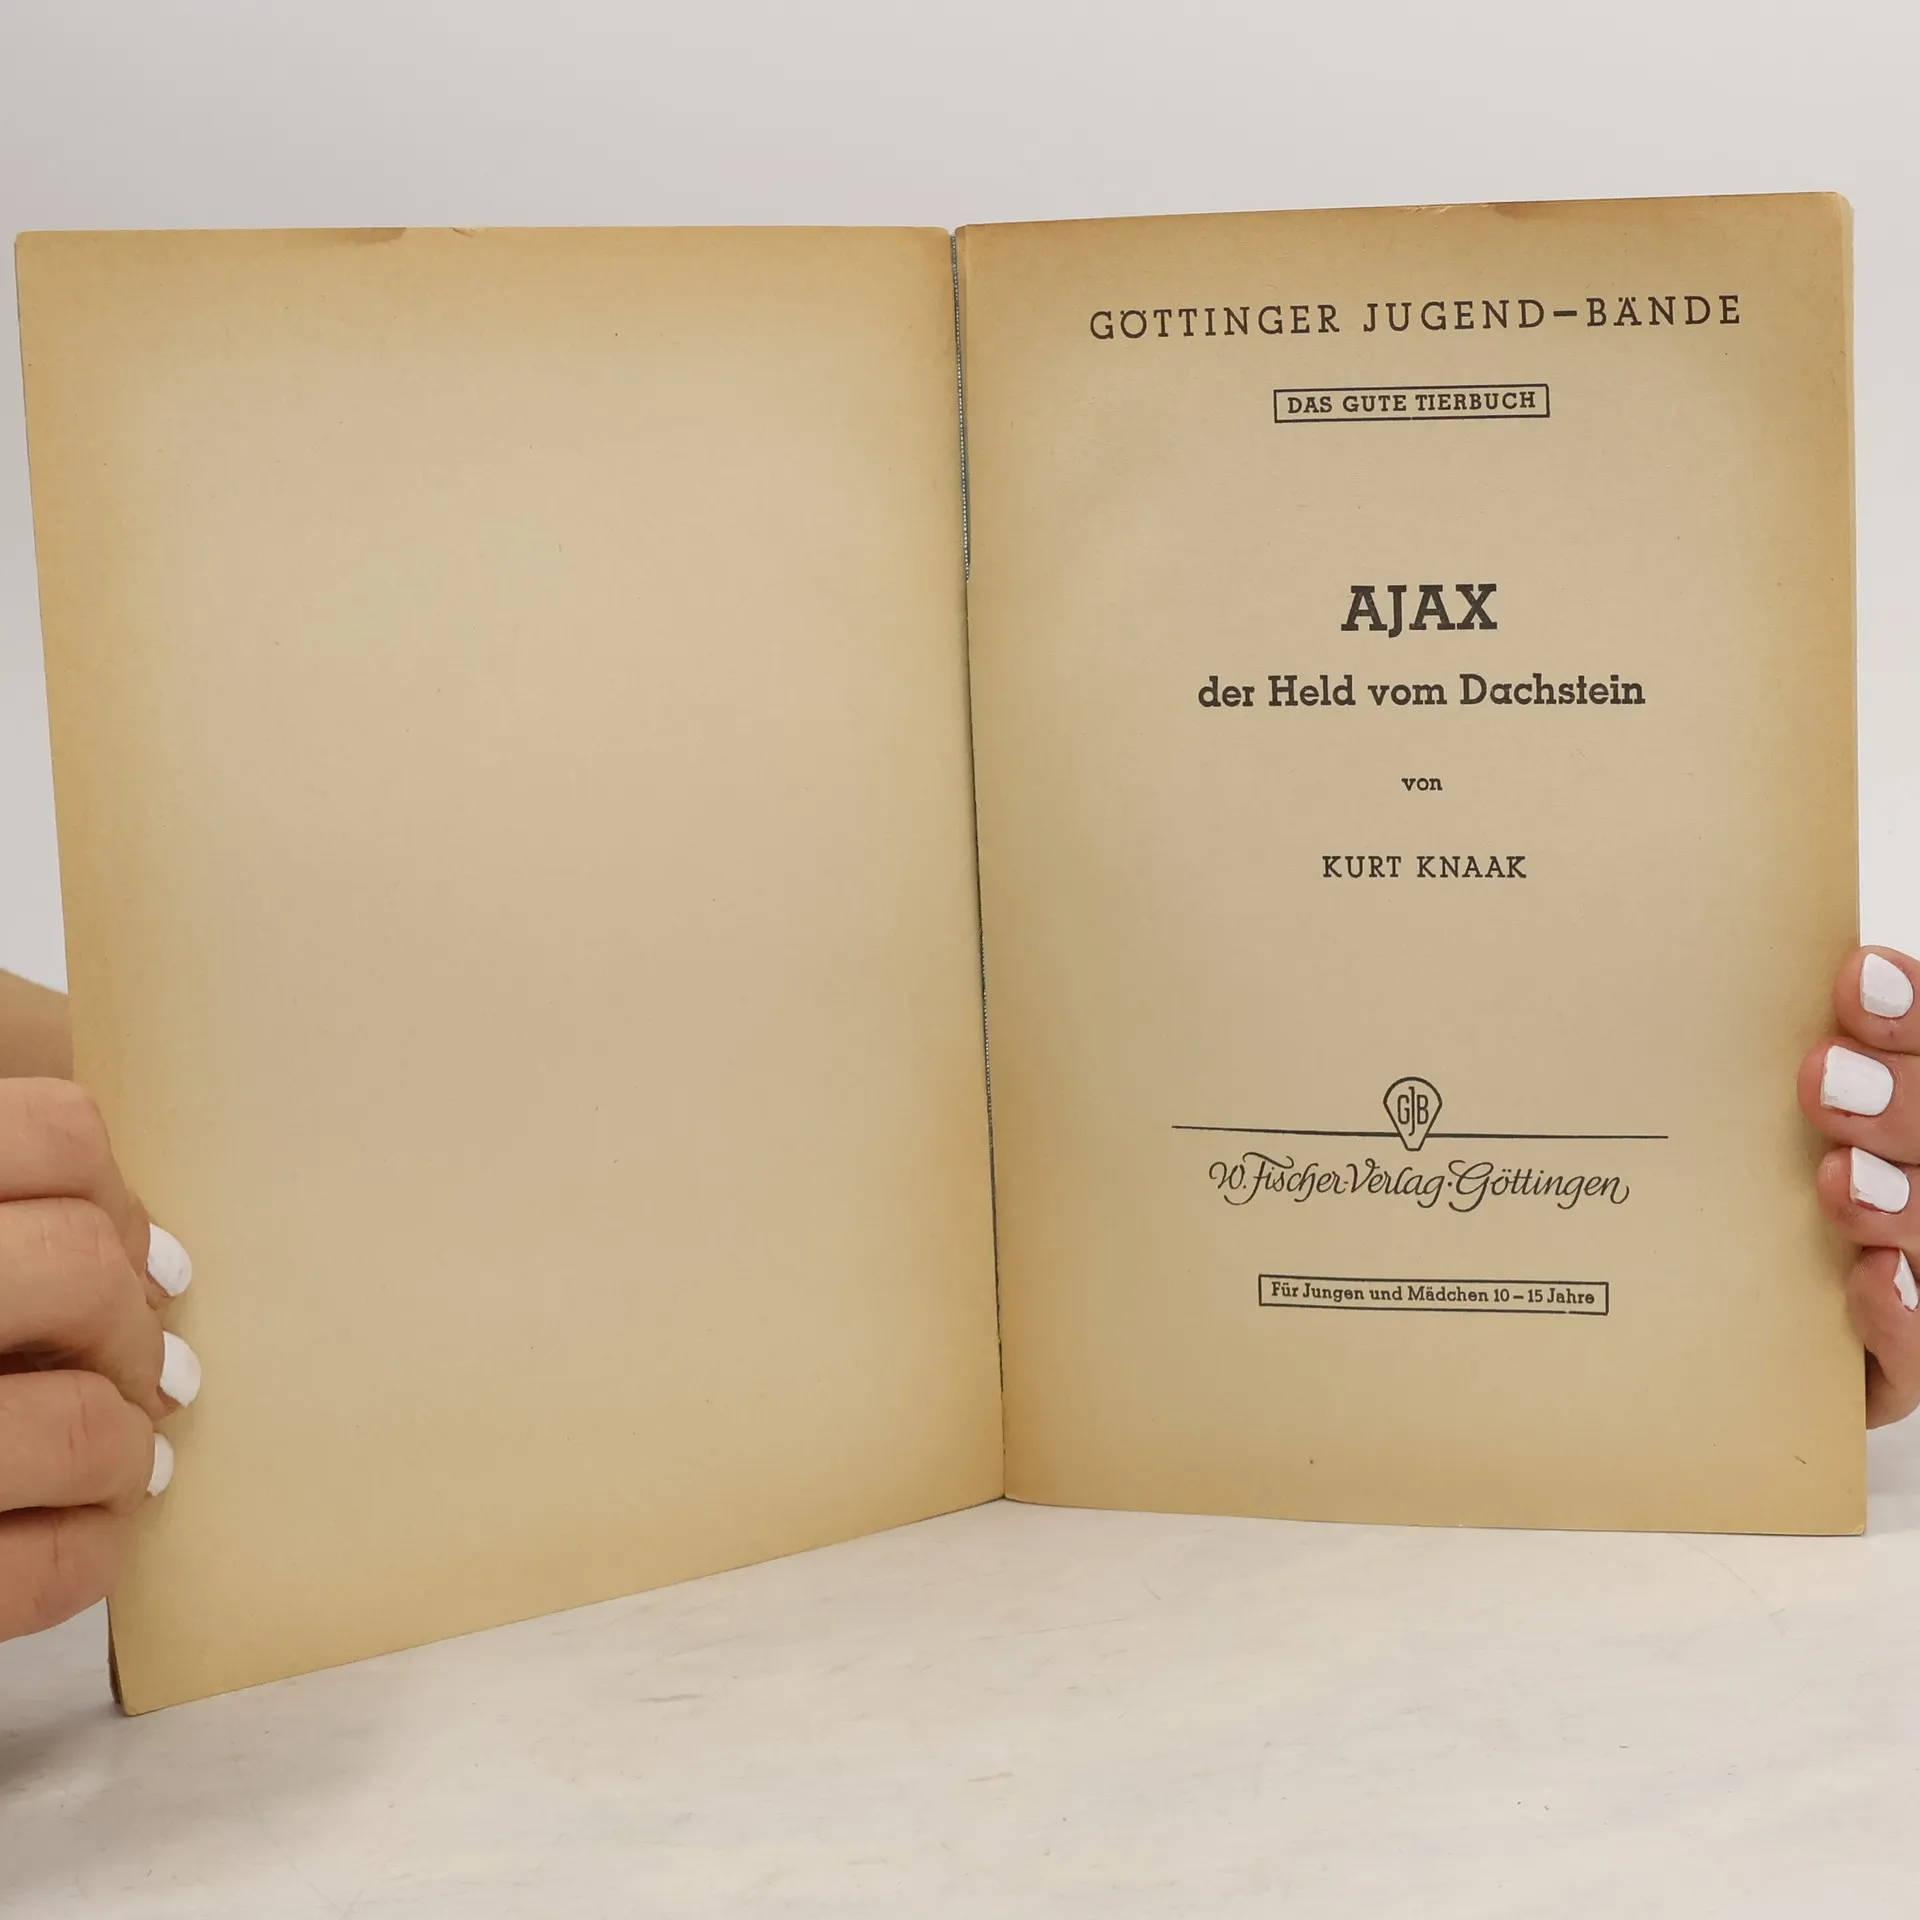 GÖTTINGER JUGEND-BÄNDE
DAS GUTE TIERBUCH
AJAX
der Held vom Dachstein
von
KURT KNAAK
GJB
W. Fischer-Verlag · Göttingen
Für Jungen und Mädchen 10 – 15 Jahre